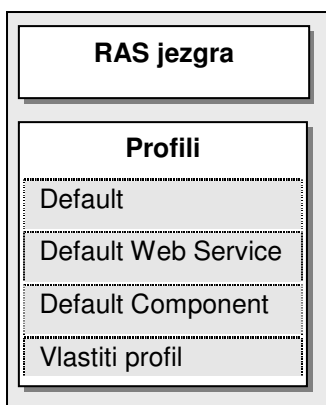 RAS jezgra
Profili
Default
Default Web Service
Default Component
Vlastiti profil